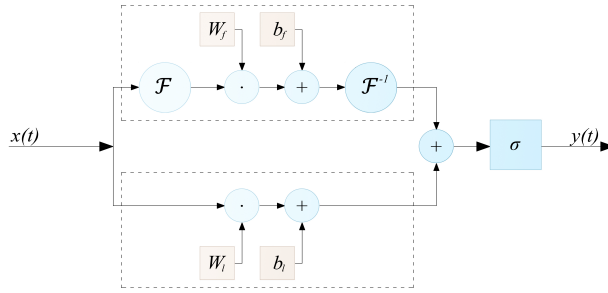 W_f b_f
ℱ · + ℱ^-1
x(t) + σ y(t)
· +
W_l b_l